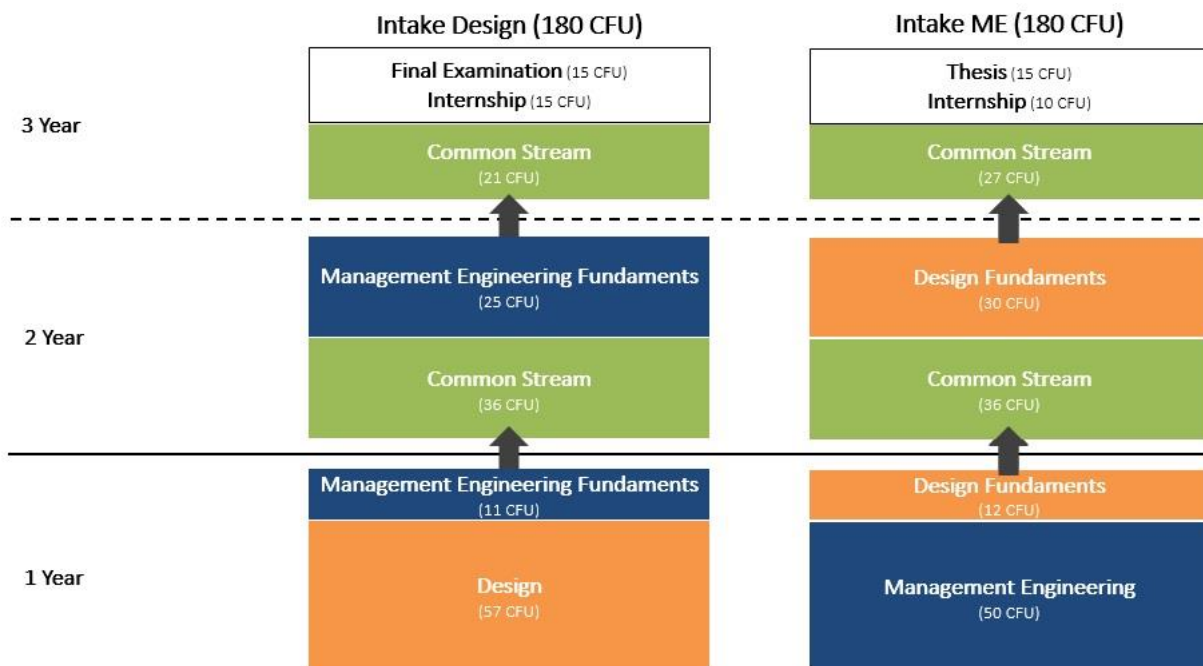 Intake Design (180 CFU)
Intake ME (180 CFU)
3 Year
Final Examination (15 CFU)
Internship (15 CFU)
Thesis (15 CFU)
Internship (10 CFU)
Common Stream
(21 CFU)
Common Stream
(27 CFU)
2 Year
Management Engineering Fundaments
(25 CFU)
Design Fundaments
(30 CFU)
Common Stream
(36 CFU)
Common Stream
(36 CFU)
1 Year
Management Engineering Fundaments
(11 CFU)
Design Fundaments
(12 CFU)
Design
(57 CFU)
Management Engineering
(50 CFU)